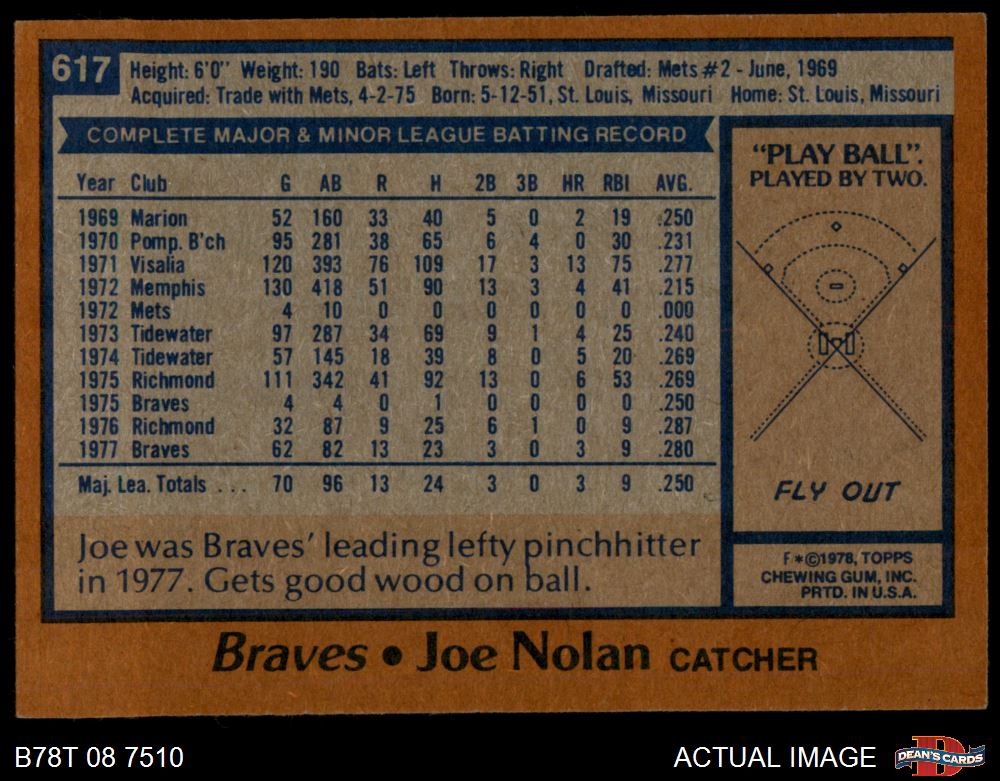 617
Height: 6'0" Weight: 190 Bats: Left Throws: Right Drafted: Mets #2 - June, 1969
Acquired: Trade with Mets, 4-2-75 Born: 5-12-51, St. Louis, Missouri Home: St. Louis, Missouri
COMPLETE MAJOR & MINOR LEAGUE BATTING RECORD
Year Club G AB R H 2B 3B HR RBI AVG.
1969 Marion 52 160 33 40 5 0 2 19 .250
1970 Pomp. B'ch 95 281 38 65 6 4 0 30 .231
1971 Visalia 120 393 76 109 17 3 13 75 .277
1972 Memphis 130 418 51 90 13 3 4 41 .215
1972 Mets 4 10 0 0 0 0 0 0 .000
1973 Tidewater 97 287 34 69 9 1 4 25 .240
1974 Tidewater 57 145 18 39 8 0 5 20 .269
1975 Richmond 111 342 41 92 13 0 6 53 .269
1975 Braves 4 4 0 1 0 0 0 0 .250
1976 Richmond 32 87 9 25 6 1 0 9 .287
1977 Braves 62 82 13 23 3 0 3 9 .280
Maj. Lea. Totals ... 70 96 13 24 3 0 3 9 .250
Joe was Braves' leading lefty pinchhitter
in 1977. Gets good wood on ball.
"PLAY BALL".
PLAYED BY TWO.
FLY OUT
F*©1978, TOPPS
CHEWING GUM, INC.
PRTD. IN U.S.A.
Braves • Joe Nolan CATCHER
B78T 08 7510
ACTUAL IMAGE
D
DEAN'S CARDS